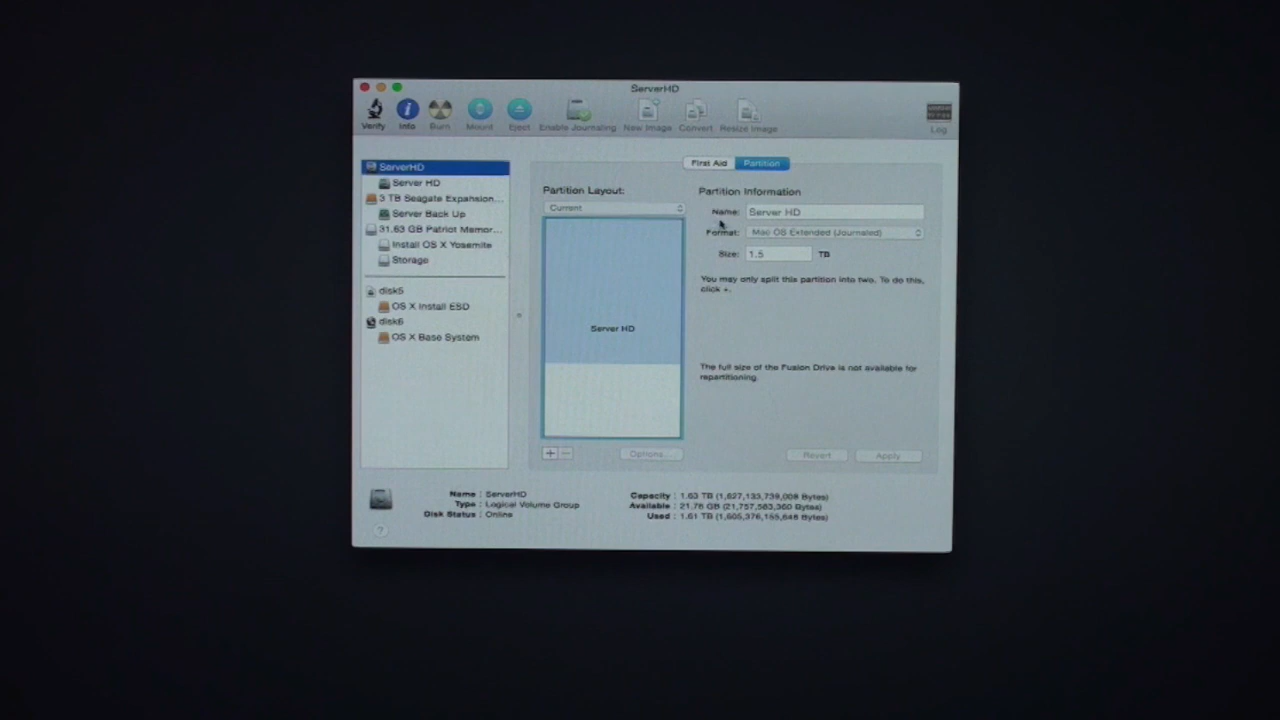 ServerHD
Verify Info Burn Mount Eject Enable Journaling New Image Convert Resize Image Log
ServerHD
Server HD
3 TB Seagate Expansion...
Server Back Up
31.63 GB Patriot Memor...
Install OS X Yosemite
Storage
disk5
OS X Install ESD
disk6
OS X Base System
First Aid Partition
Partition Layout:
Current
Server HD
+ −
Options...
Partition Information
Name: Server HD
Format: Mac OS Extended (Journaled)
Size: 1.5 TB
You may only split this partition into two. To do this,
click +.
The full size of the Fusion Drive is not available for
repartitioning.
Revert Apply
Name : ServerHD
Type : Logical Volume Group
Disk Status : Online
Capacity : 1.63 TB (1,627,133,739,008 Bytes)
Available : 21.76 GB (21,757,583,360 Bytes)
Used : 1.61 TB (1,605,376,155,648 Bytes)
?